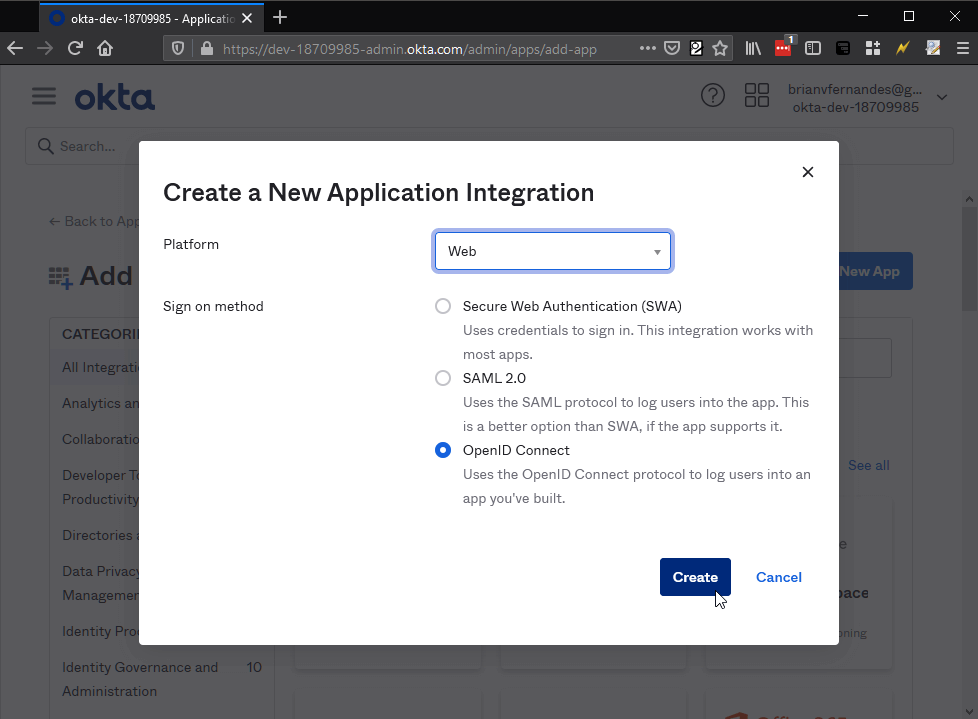 okta-dev-18709985 - Applicatio
https://dev-18709985-admin.okta.com/admin/apps/add-app
1
okta
brianvfernandes@g...
okta-dev-18709985
Search...
← Back to App
Add
New App
CATEGORI
All Integrati
Analytics an
Collaboratio
Developer To
Productivity
Directories a
Data Privacy
Managemen
Identity Pro
Identity Governance and 10
Administration
See all
Create a New Application Integration
Platform
Web
Sign on method
Secure Web Authentication (SWA)
Uses credentials to sign in. This integration works with
most apps.
SAML 2.0
Uses the SAML protocol to log users into the app. This
is a better option than SWA, if the app supports it.
OpenID Connect
Uses the OpenID Connect protocol to log users into an
app you've built.
Create
Cancel